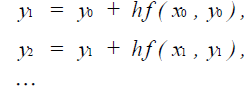 y₁ = y₀ + hf(x₀, y₀),
y₂ = y₁ + hf(x₁, y₁),
...